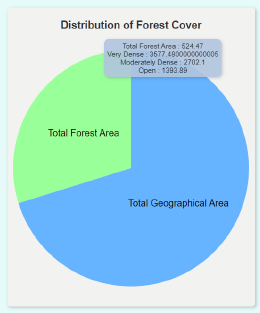 Distribution of Forest Cover
Total Forest Area : 524.47
Very Dense : 3577.4800000000005
Moderately Dense : 2702.1
Open : 1393.89
Total Forest Area
Total Geographical Area